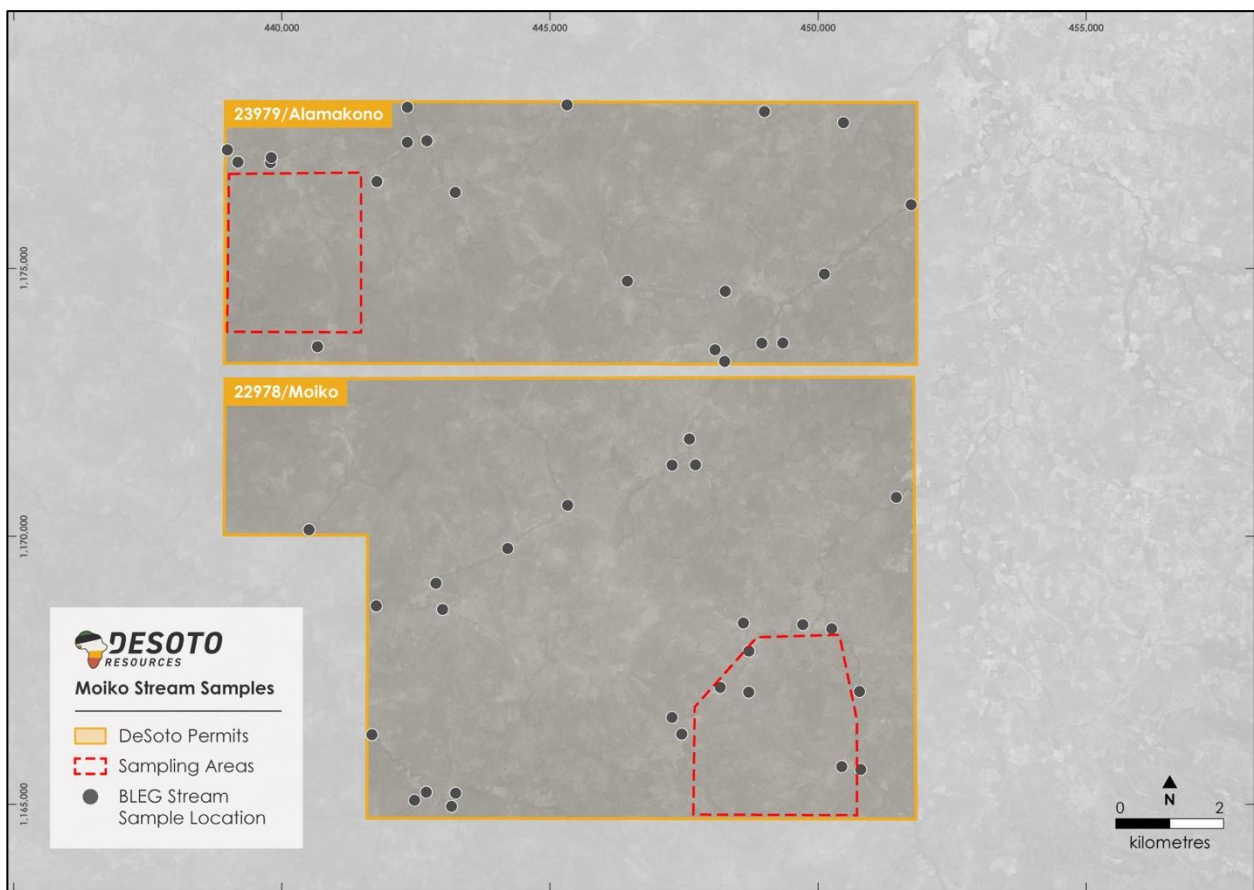 440,000
445,000
450,000
455,000
23979/Alamakono
1,175,000
22978/Moiko
1,170,000
DESOTO
RESOURCES
Moiko Stream Samples
DeSoto Permits
Sampling Areas
BLEG Stream
Sample Location
1,165,000
N
0 2
kilometres